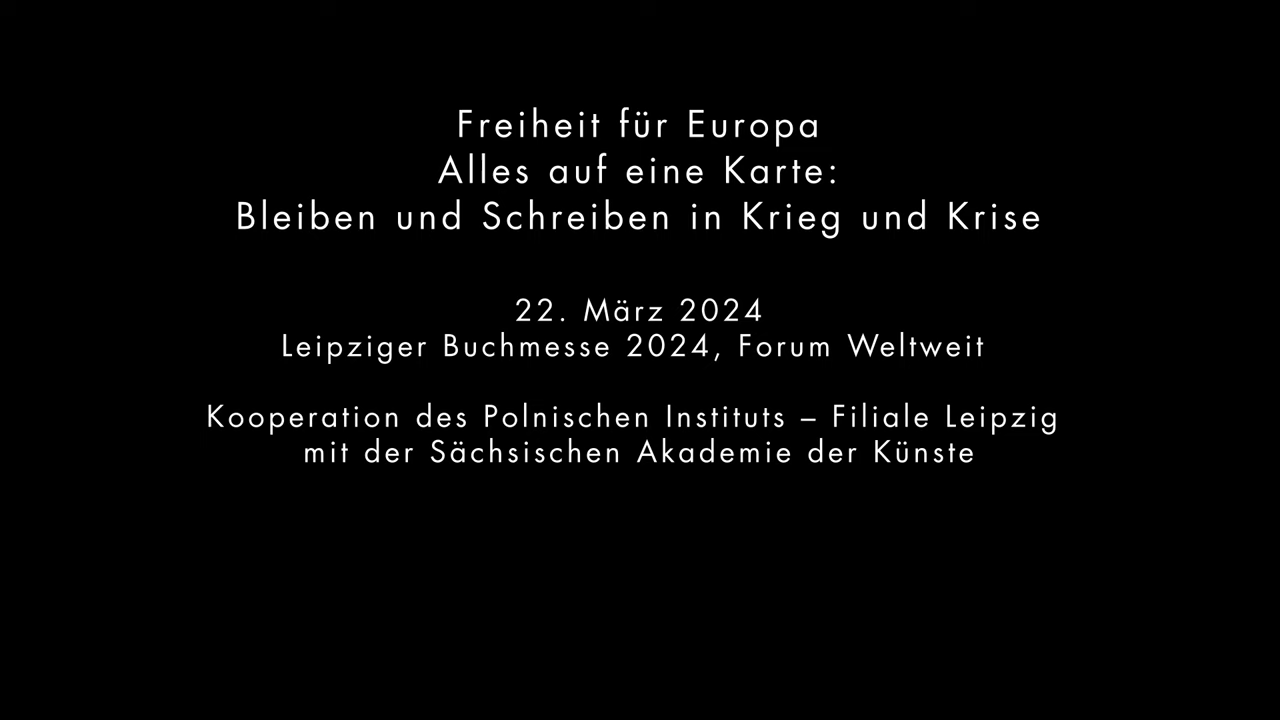 Freiheit für Europa
Alles auf eine Karte:
Bleiben und Schreiben in Krieg und Krise
22. März 2024
Leipziger Buchmesse 2024, Forum Weltweit
Kooperation des Polnischen Instituts – Filiale Leipzig
mit der Sächsischen Akademie der Künste